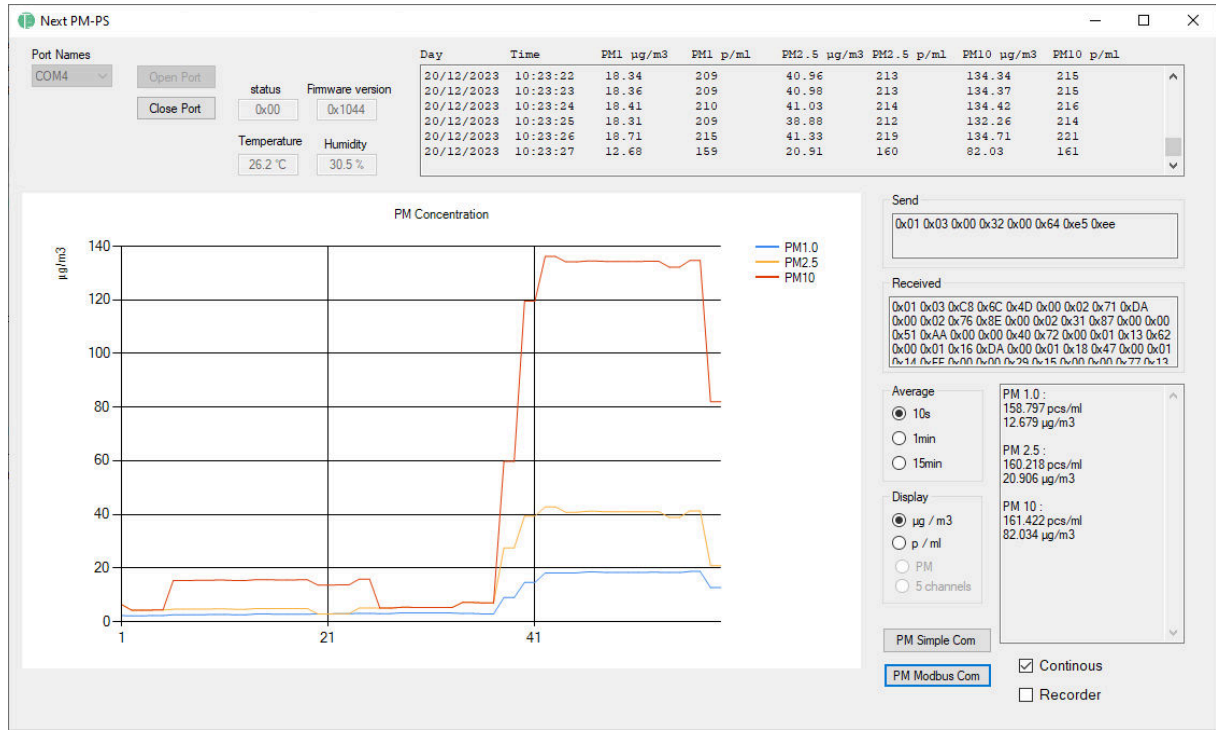 Next PM-PS
Port Names
COM4
Open Port
Close Port
status Firmware version
0x00 0x1044
Temperature Humidity
26.2 °C 30.5 %
Day Time PM1 µg/m3 PM1 p/ml PM2.5 µg/m3 PM2.5 p/ml PM10 µg/m3 PM10 p/ml
20/12/2023 10:23:22 18.34 209 40.96 213 134.34 215
20/12/2023 10:23:23 18.36 209 40.98 213 134.37 215
20/12/2023 10:23:24 18.41 210 41.03 214 134.42 216
20/12/2023 10:23:25 18.31 209 38.88 212 132.26 214
20/12/2023 10:23:26 18.71 215 41.33 219 134.71 221
20/12/2023 10:23:27 12.68 159 20.91 160 82.03 161
PM Concentration
µg/m3
140
120
100
80
60
40
20
0
1 21 41
PM1.0
PM2.5
PM10
Send
0x01 0x03 0x00 0x32 0x00 0x64 0xe5 0xee
Received
0x01 0x03 0xC8 0x6C 0x4D 0x00 0x02 0x71 0xDA
0x00 0x02 0x76 0x8E 0x00 0x02 0x31 0x87 0x00 0x00
0x51 0xAA 0x00 0x00 0x40 0x72 0x00 0x01 0x13 0x62
0x00 0x01 0x16 0xDA 0x00 0x01 0x18 0x47 0x00 0x01
0x14 0xFF 0x00 0x00 0x29 0x15 0x00 0x00 0x77 0x13
Average
10s
1min
15min
Display
µg / m3
p / ml
PM
5 channels
PM 1.0 :
158.797 pcs/ml
12.679 µg/m3
PM 2.5 :
160.218 pcs/ml
20.906 µg/m3
PM 10 :
161.422 pcs/ml
82.034 µg/m3
PM Simple Com
PM Modbus Com
Continous
Recorder